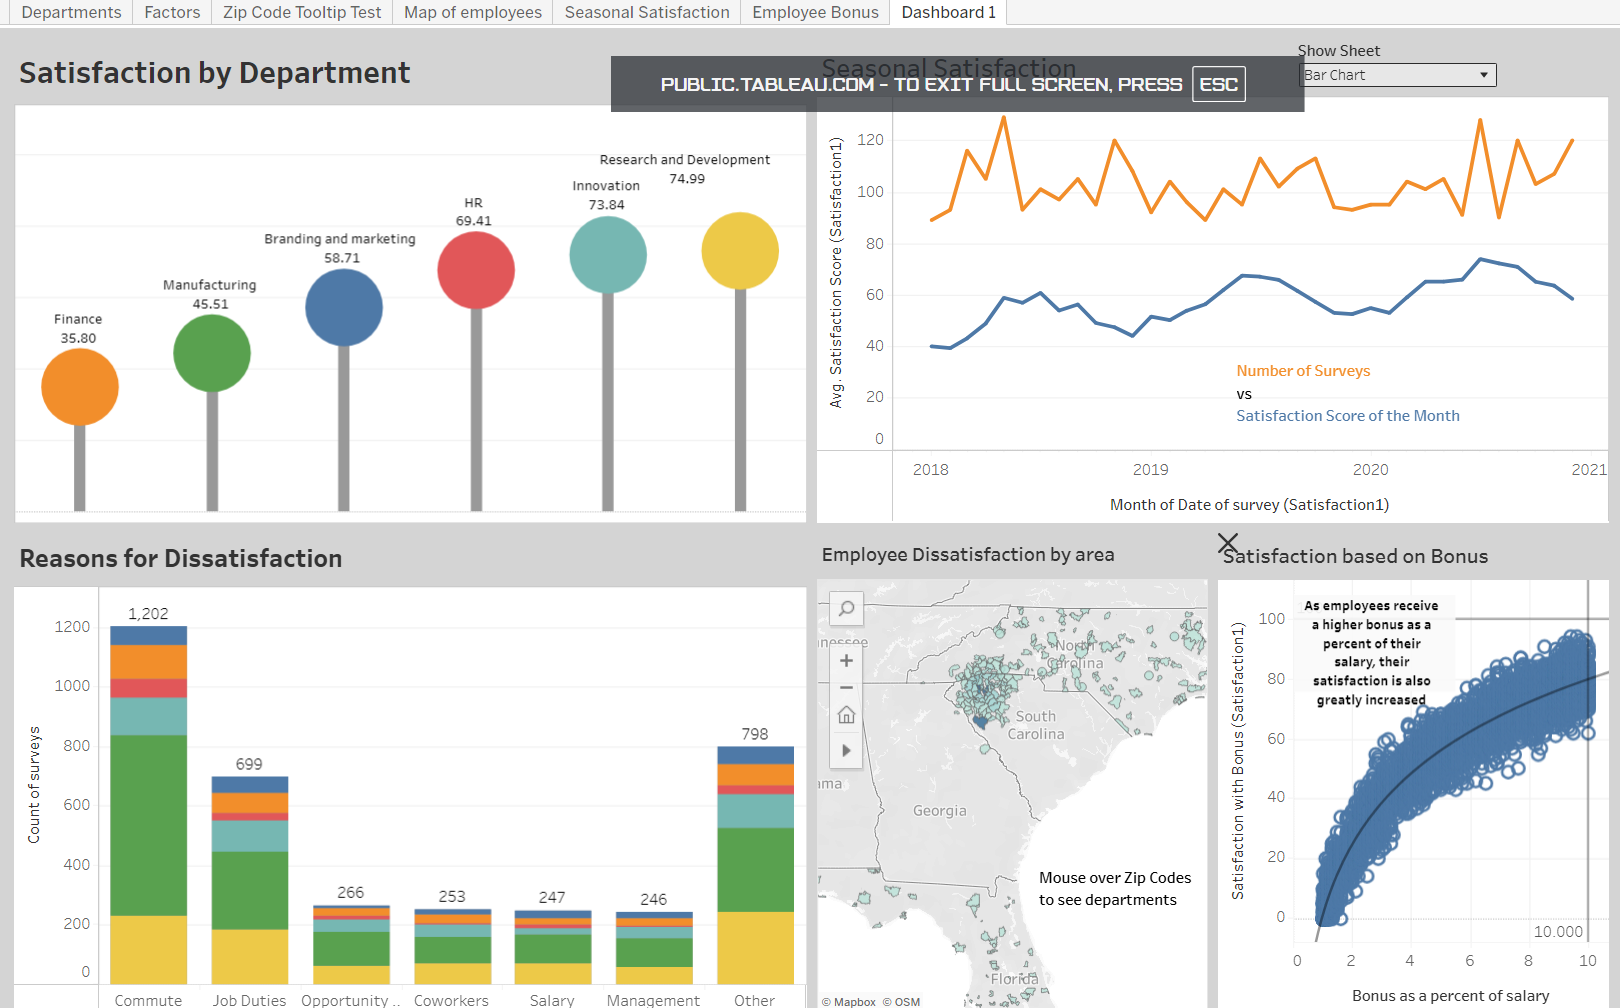 Departments
Factors
Zip Code Tooltip Test
Map of employees
Seasonal Satisfaction
Employee Bonus
Dashboard 1
Satisfaction by Department
Seasonal Satisfaction
Show Sheet
Bar Chart
PUBLIC.TABLEAU.COM - TO EXIT FULL SCREEN, PRESS ESC
Research and Development
74.99
Innovation
73.84
HR
69.41
Branding and marketing
58.71
Manufacturing
45.51
Finance
35.80
Avg. Satisfaction Score (Satisfaction1)
120
100
80
60
40
20
0
Number of Surveys
vs
Satisfaction Score of the Month
2018
2019
2020
2021
Month of Date of survey (Satisfaction1)
Reasons for Dissatisfaction
Count of surveys
1200
1000
800
600
400
200
0
1,202
699
266
253
247
246
798
Commute
Job Duties
Opportunity ..
Coworkers
Salary
Management
Other
Employee Dissatisfaction by area
nnessee
North
Carolina
South
Carolina
ama
Georgia
Florida
Mouse over Zip Codes
to see departments
© Mapbox © OSM
Satisfaction based on Bonus
Satisfaction with Bonus (Satisfaction1)
As employees receive
a higher bonus as a
percent of their
salary, their
satisfaction is also
greatly increased
100
80
60
40
20
0
10.000
0
2
4
6
8
10
Bonus as a percent of salary